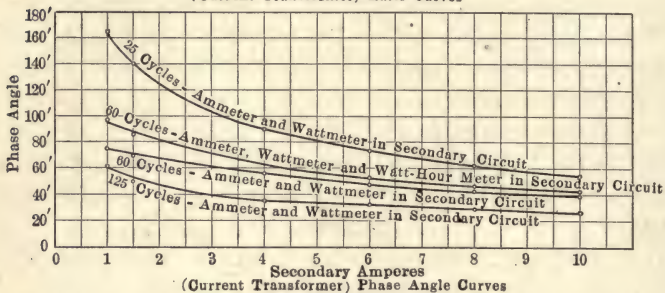 180′
160′
140′
120′
100′
80′
60′
40′
20′
0
Phase Angle
25 Cycles - Ammeter and Wattmeter in Secondary Circuit
60 Cycles - Ammeter, Wattmeter and Watt-Hour Meter in Secondary Circuit
60 Cycles - Ammeter and Wattmeter in Secondary Circuit
125 Cycles - Ammeter and Wattmeter in Secondary Circuit
0 1 2 3 4 5 6 7 8 9 10
Secondary Amperes
(Current Transformer) Phase Angle Curves